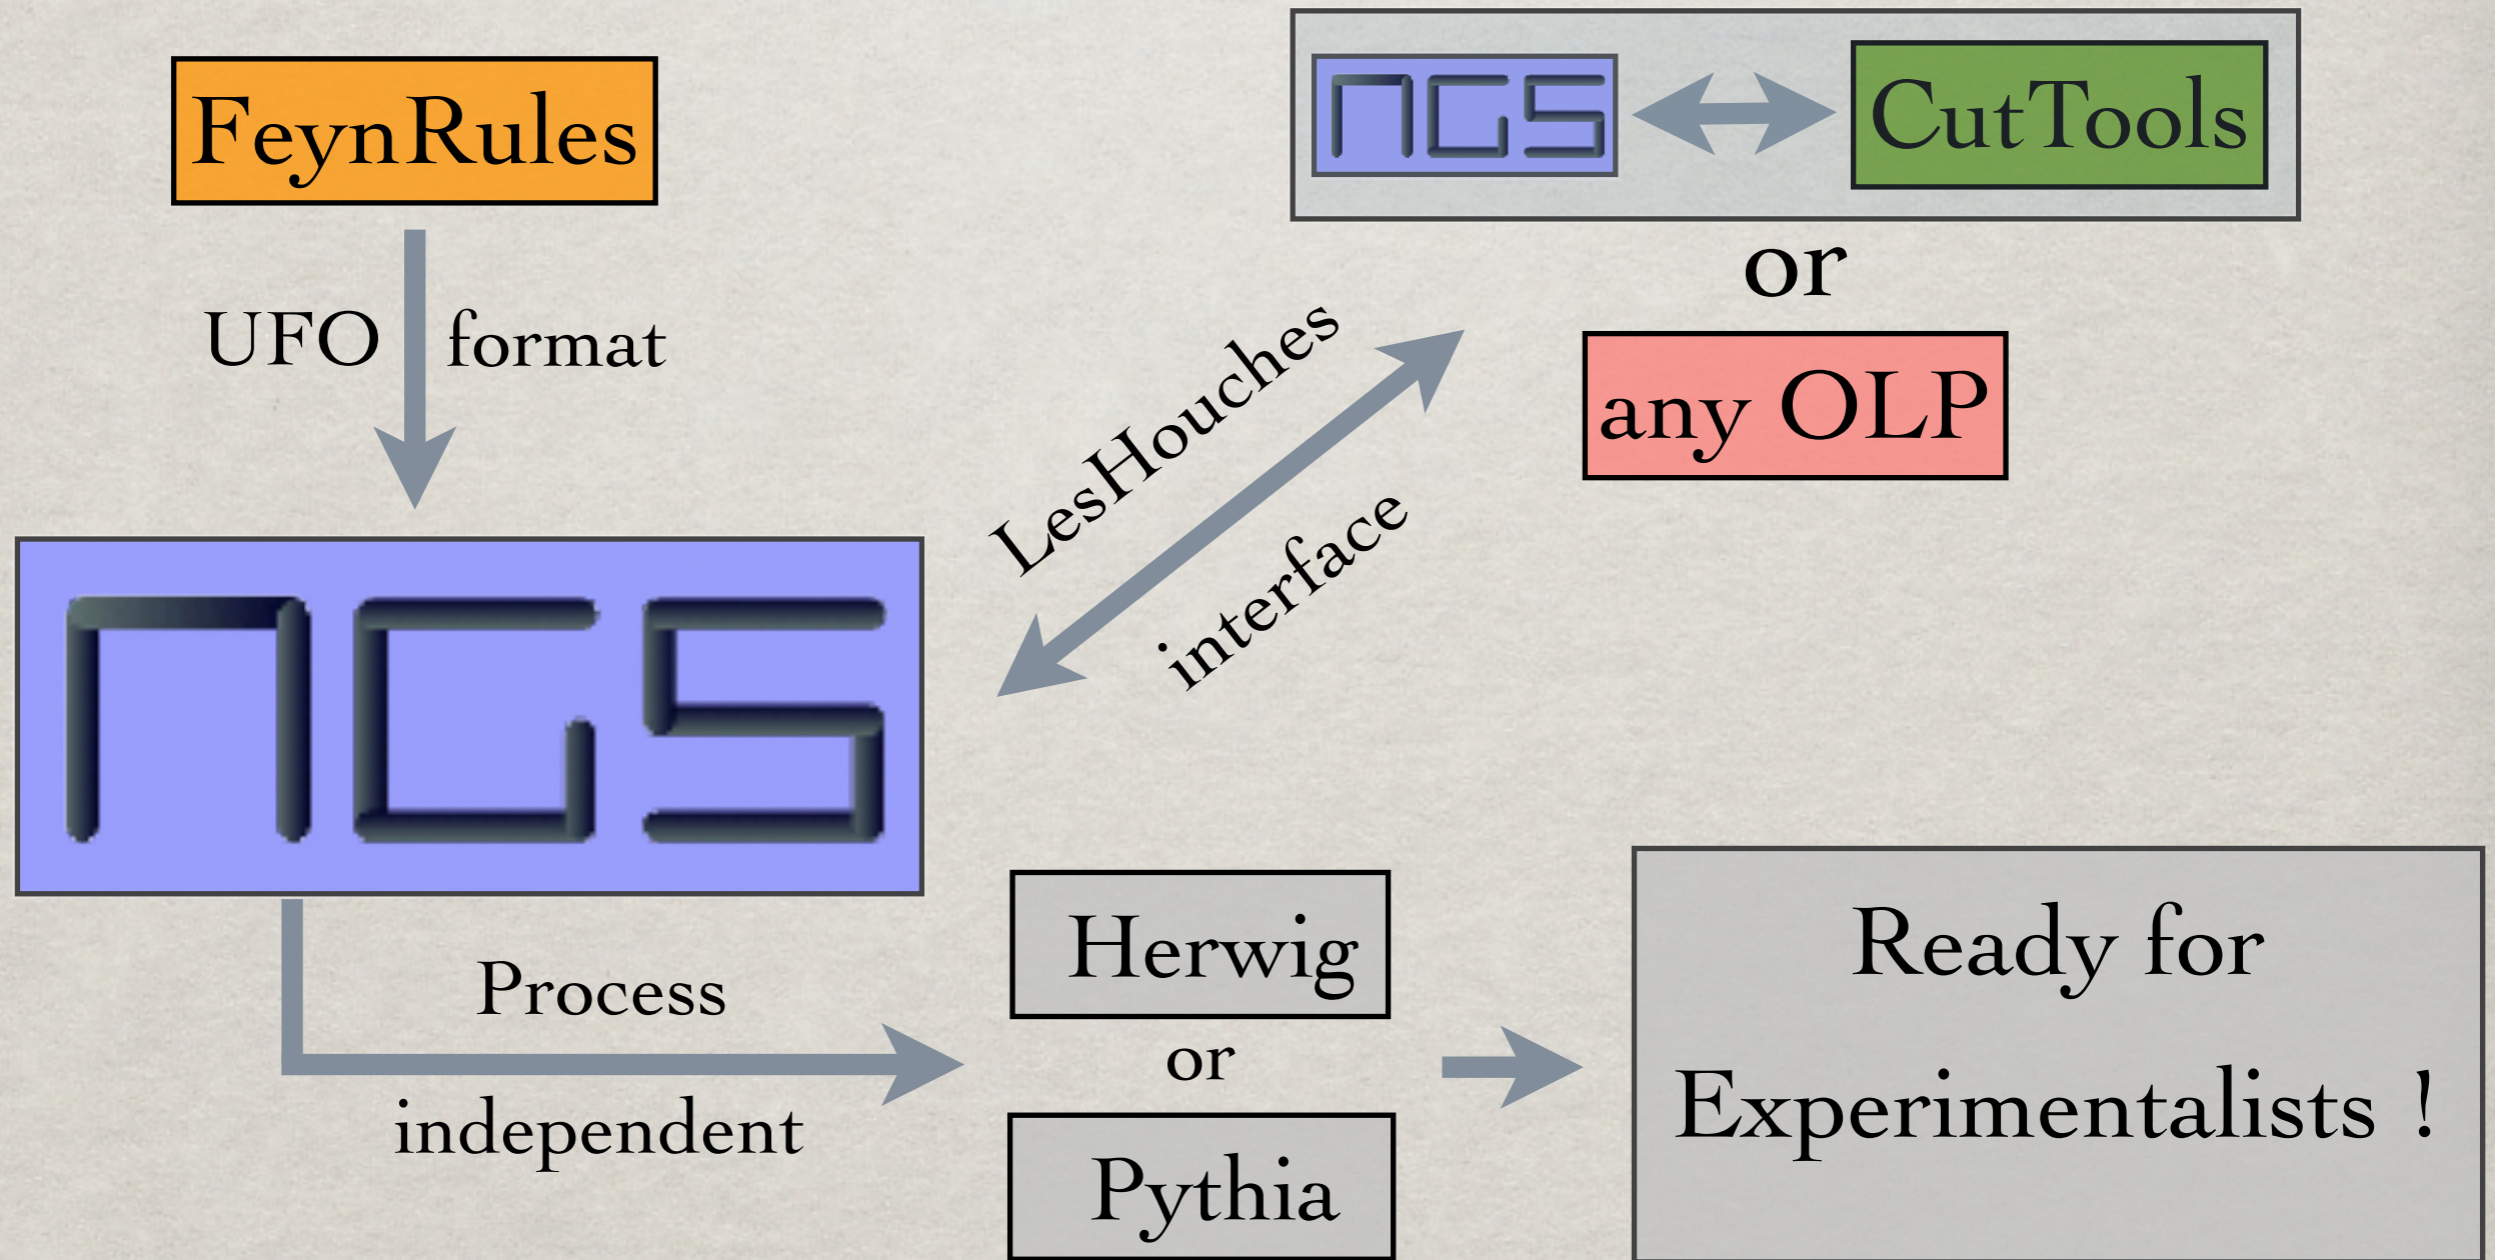 FeynRules
UFO format
MG5
MG5
CutTools
or
any OLP
LesHouches
interface
Process
independent
Herwig
or
Pythia
Ready for
Experimentalists !